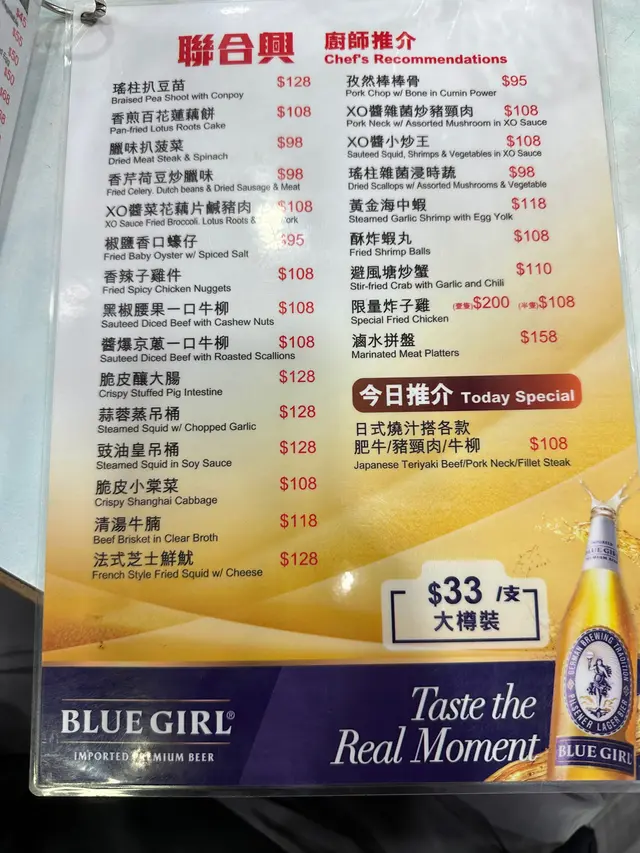 聯合興 廚師推介
Chef's Recommendations
瑤柱扒豆苗 $128
Braised Pea Shoot with Conpoy
香煎百花蓮藕餅 $108
Pan-fried Lotus Roots Cake
臘味扒菠菜 $98
Dried Meat Steak & Spinach
香芹荷豆炒臘味 $98
Fried Celery. Dutch beans & Dried Sausage & Meat
XO醬菜花藕片鹹豬肉 $108
XO Sauce Fried Broccoli. Lotus Roots &
椒鹽香口蠔仔 $95
Fried Baby Oyster w/ Spiced Salt
香辣子雞件 $108
Fried Spicy Chicken Nuggets
黑椒腰果一口牛柳 $108
Sauteed Diced Beef with Cashew Nuts
醬爆京蔥一口牛柳 $108
Sauteed Diced Beef with Roasted Scallions
脆皮釀大腸 $128
Crispy Stuffed Pig Intestine
蒜蓉蒸吊桶 $128
Steamed Squid w/ Chopped Garlic
豉油皇吊桶 $128
Steamed Squid in Soy Sauce
脆皮小棠菜 $108
Crispy Shanghai Cabbage
清湯牛腩 $118
Beef Brisket in Clear Broth
法式芝士鮮魷 $128
French Style Fried Squid w/ Cheese
孜然棒棒骨 $95
Pork Chop w/ Bone in Cumin Power
XO醬雜菌炒豬頸肉 $108
Pork Neck w/ Assorted Mushroom in XO Sauce
XO醬小炒王 $108
Sauteed Squid, Shrimps & Vegetables in XO Sauce
瑤柱雜菌浸時蔬 $98
Dried Scallops w/ Assorted Mushrooms & Vegetable
黃金海中蝦 $118
Steamed Garlic Shrimp with Egg Yolk
酥炸蝦丸 $108
Fried Shrimp Balls
避風塘炒蟹 $110
Stir-fried Crab with Garlic and Chili
限量炸子雞 (壹隻)$200 (半隻)$108
Special Fried Chicken
滷水拼盤 $158
Marinated Meat Platters
今日推介 Today Special
日式燒汁搭各款
肥牛/豬頸肉/牛柳 $108
Japanese Teriyaki Beef/Pork Neck/Fillet Steak
$33 /支
大樽裝
BLUE GIRL®
IMPORTED PREMIUM BEER
Taste the
Real Moment
BLUE GIRL
GERMAN BREWING TRADITION
PILSENER LAGER BIER
BLUE GIRL
$45
$50
$50
$50